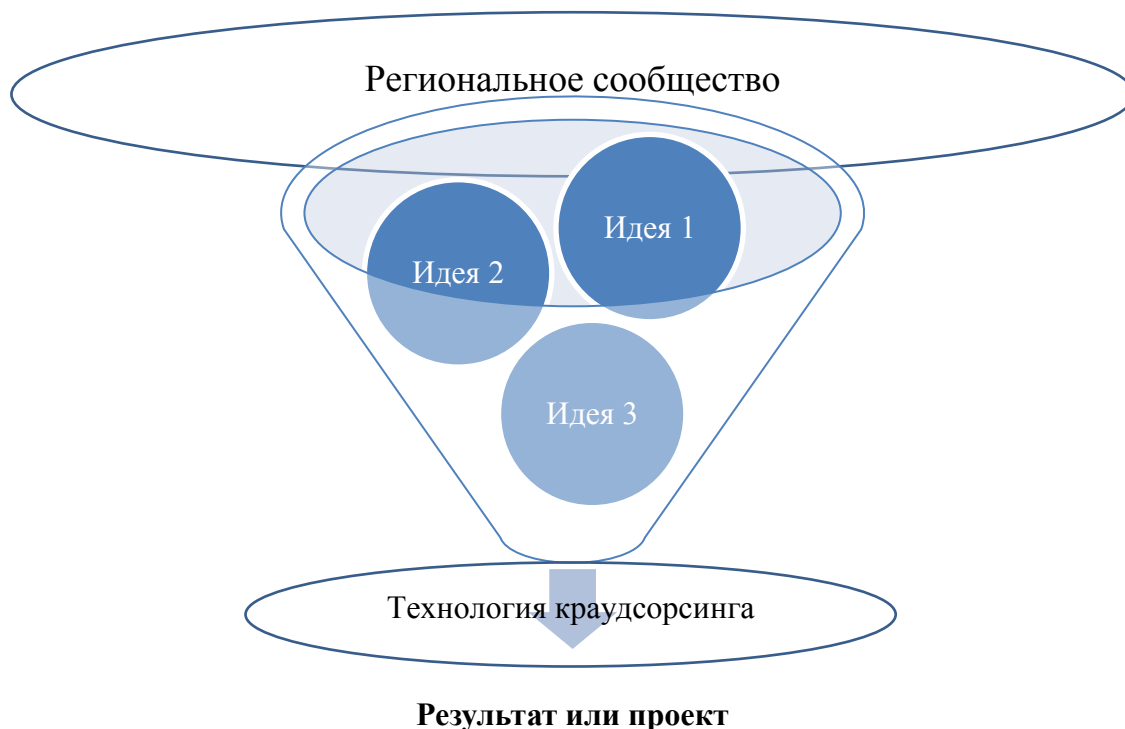 Региональное сообщество
Идея 1
Идея 2
Идея 3
Технология краудсорсинга
Результат или проект